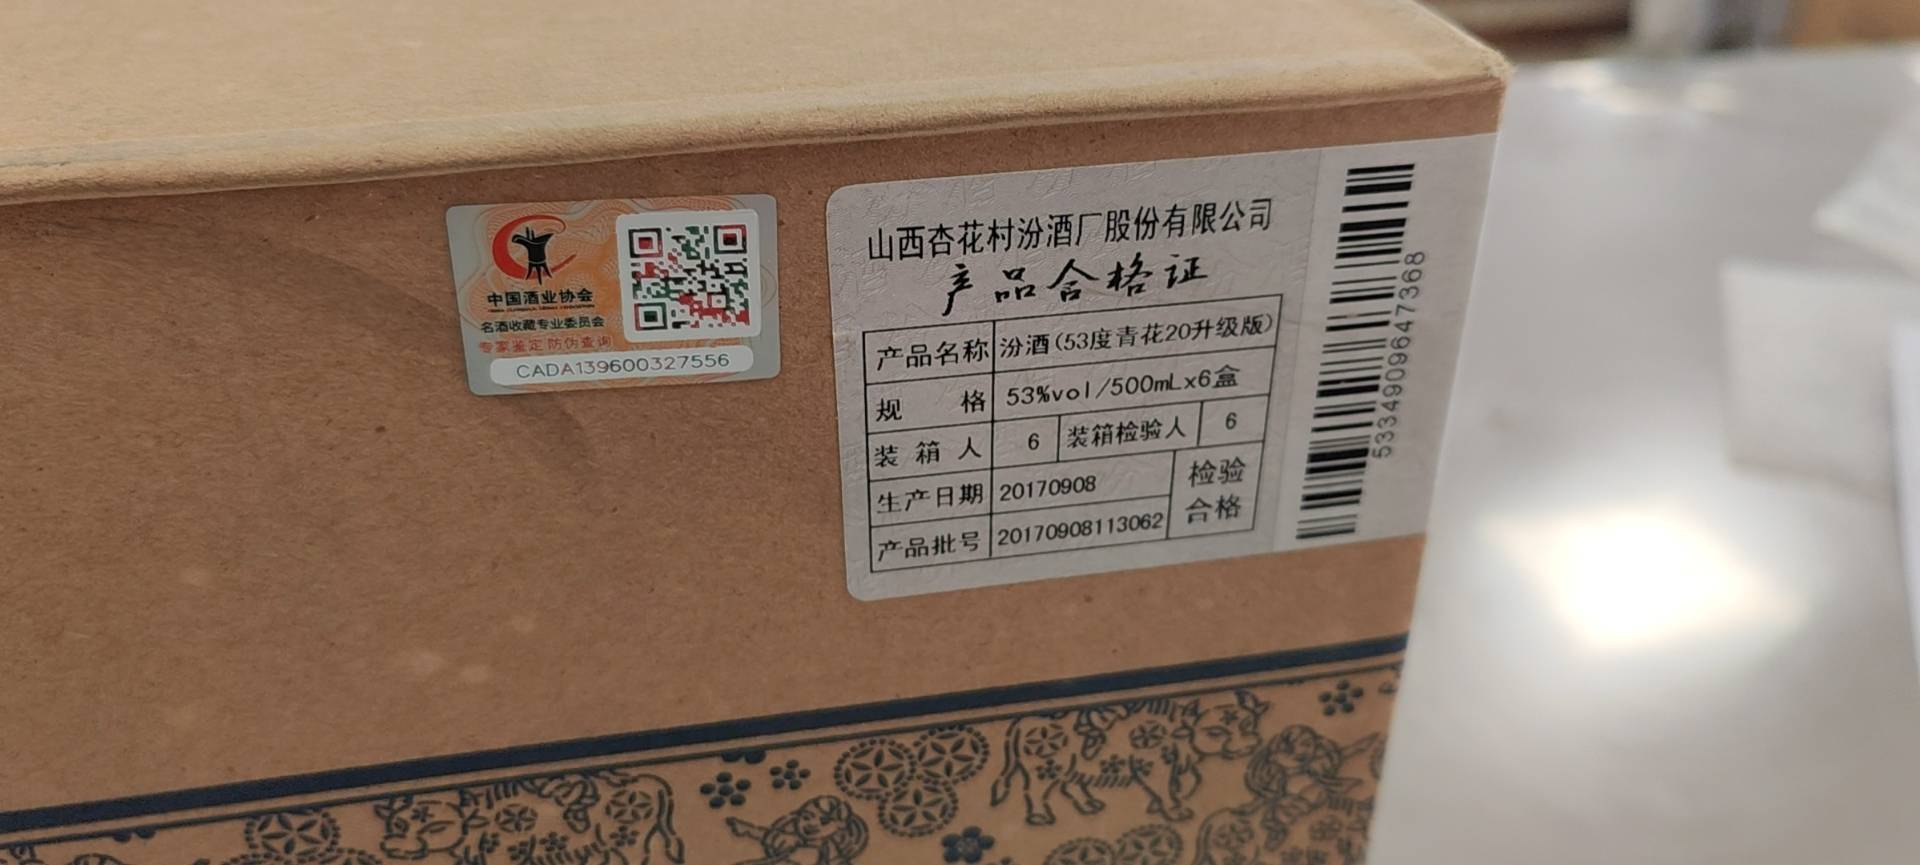 中国酒业协会
名酒收藏专业委员会
专家鉴定 防伪查询
CADA139600327556
山西杏花村汾酒厂股份有限公司
产品合格证
产品名称 汾酒(53度青花20升级版)
规 格 53%vol/500mLx6盒
装 箱 人 6 装箱检验人 6
生产日期 20170908
检验合格
产品批号 20170908113062
5334909647368